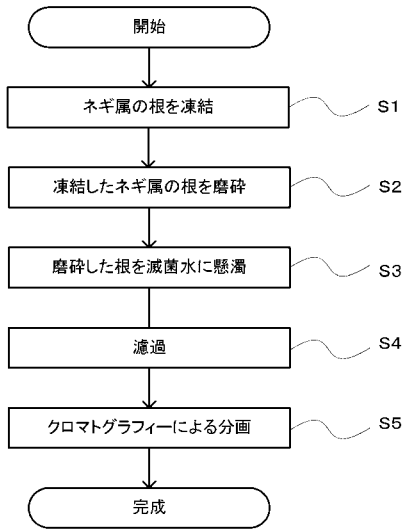 開始
ネギ属の根を凍結
S1
凍結したネギ属の根を磨砕
S2
磨砕した根を滅菌水に懸濁
S3
濾過
S4
クロマトグラフィーによる分画
S5
完成